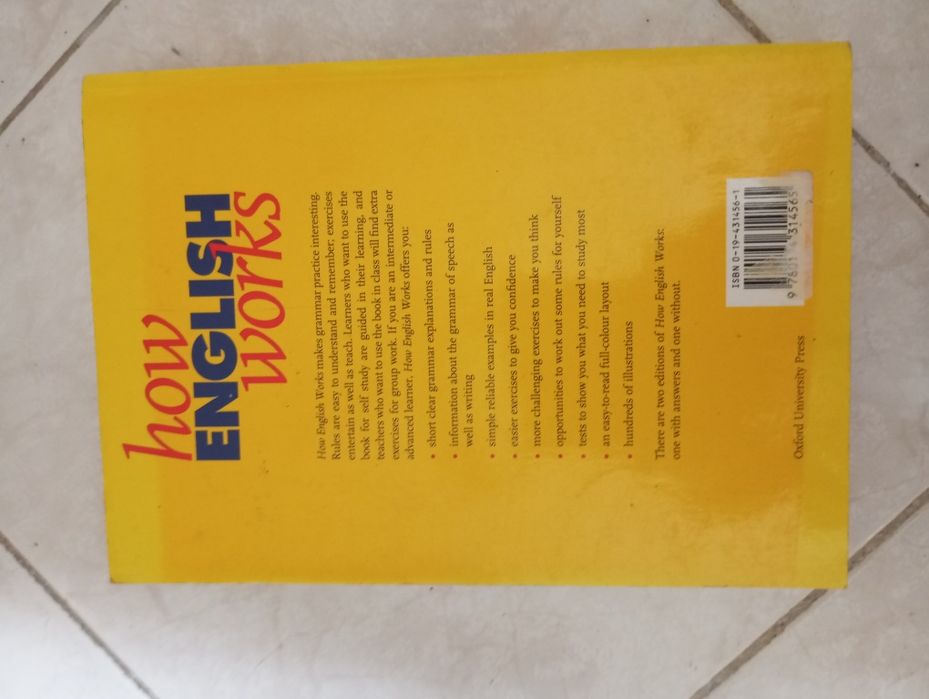 how
ENGLISH
works
How English Works makes grammar practice interesting.
Rules are easy to understand and remember; exercises
entertain as well as teach. Learners who want to use the
book for self study are guided in their learning, and
teachers who want to use the book in class will find extra
exercises for group work. If you are an intermediate or
advanced learner, How English Works offers you:
• short clear grammar explanations and rules
• information about the grammar of speech as
well as writing
• simple reliable examples in real English
• easier exercises to give you confidence
• more challenging exercises to make you think
• opportunities to work out some rules for yourself
• tests to show you what you need to study most
• an easy-to-read full-colour layout
• hundreds of illustrations
There are two editions of How English Works:
one with answers and one without.
Oxford University Press
ISBN 0-19-431456-1